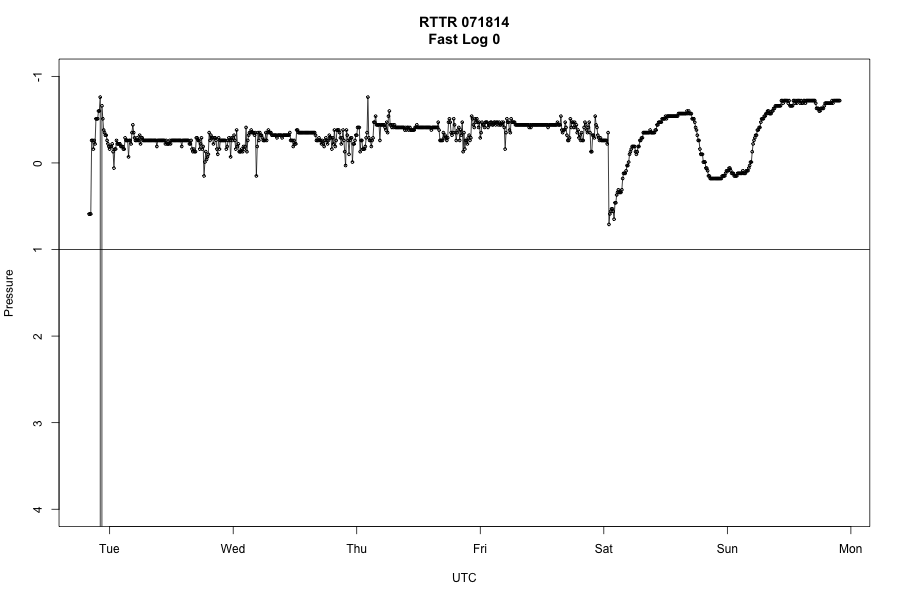 RTTR 071814
Fast Log 0
-1
0
1
2
3
4
Pressure
Tue
Wed
Thu
Fri
Sat
Sun
Mon
UTC